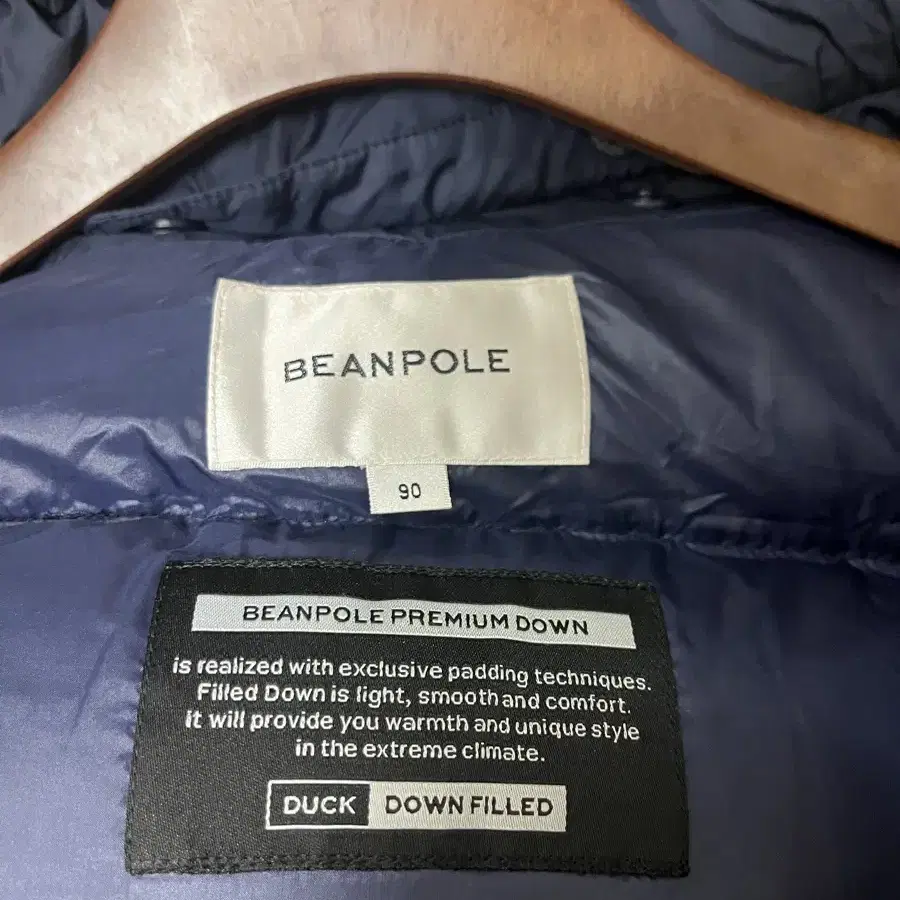 BEANPOLE
90
BEANPOLE PREMIUM DOWN
is realized with exclusive padding techniques.
Filled Down is light, smooth and comfort.
it will provide you warmth and unique style
in the extreme climate.
DUCK DOWN FILLED